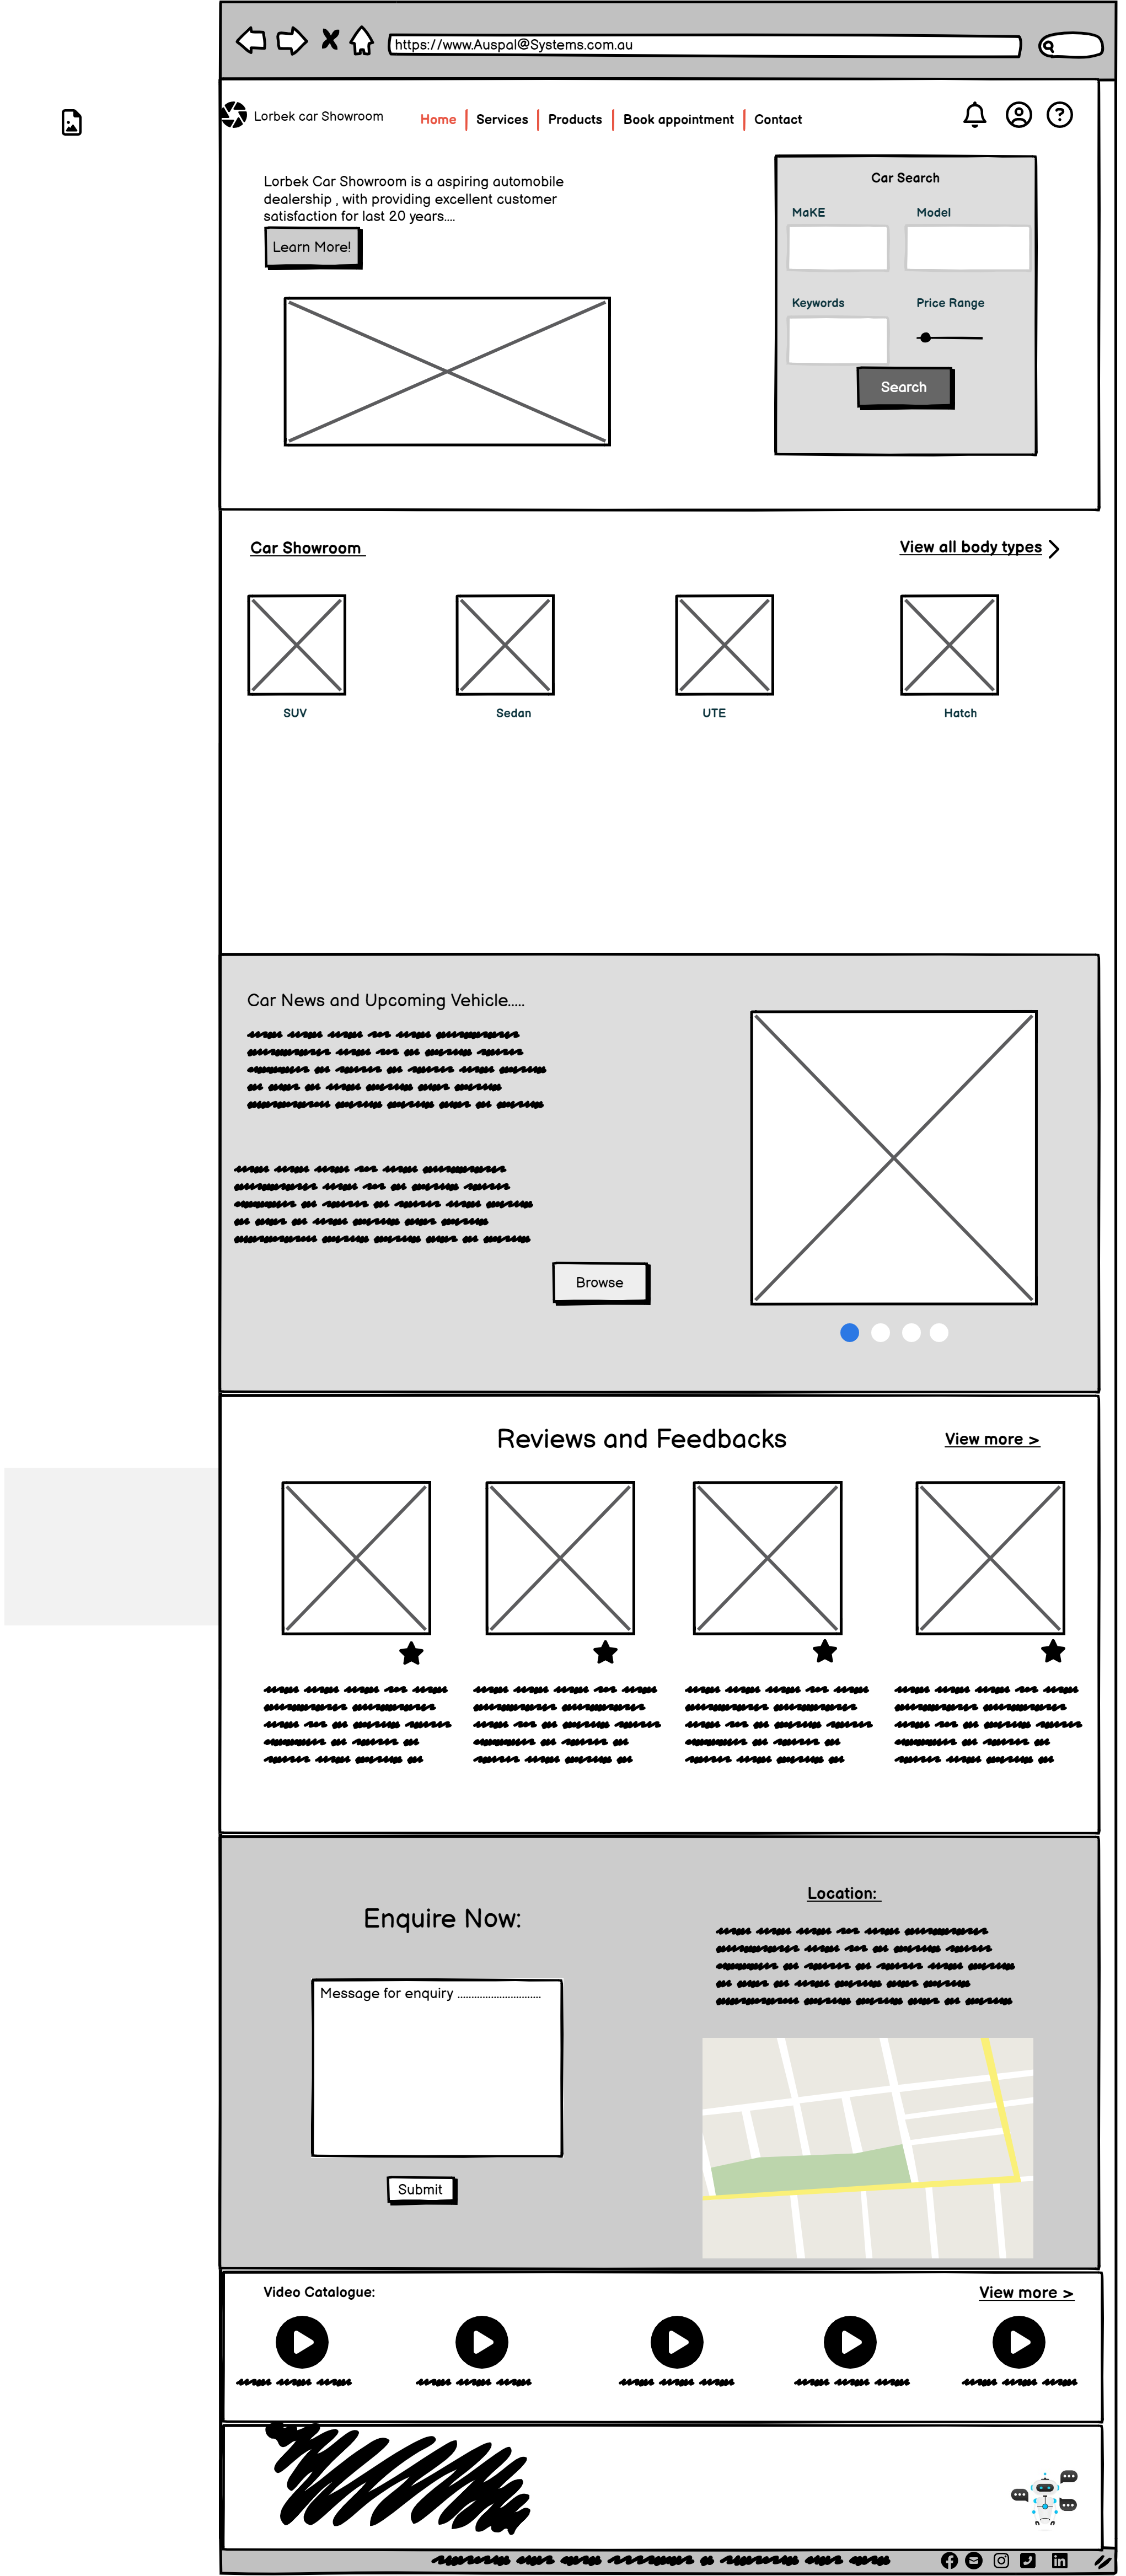 https://www.Auspal@Systems.com.au
Lorbek car Showroom
Home
Services
Products
Book appointment
Contact
Lorbek Car Showroom is a aspiring automobile
dealership , with providing excellent customer
satisfaction for last 20 years....
Learn More!
Car Search
MaKE
Model
Keywords
Price Range
Search
Car Showroom
View all body types
SUV
Sedan
UTE
Hatch
Car News and Upcoming Vehicle.....
Browse
Reviews and Feedbacks
View more >
Enquire Now:
Message for enquiry ............................
Submit
Location:
Video Catalogue:
View more >